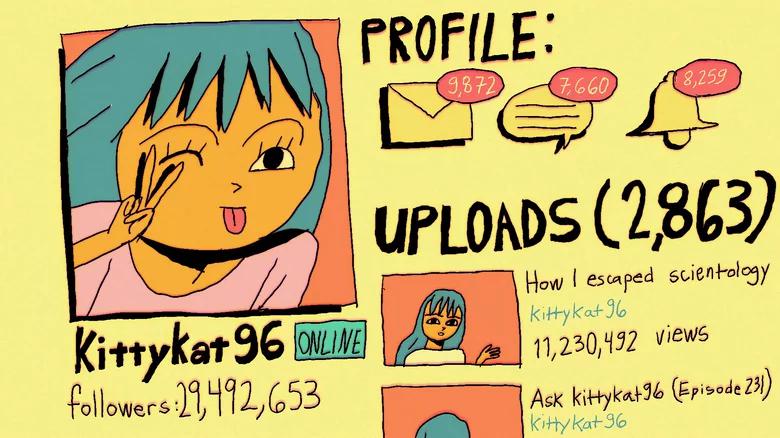 PROFILE:
9,872
7,660
8,259
UPLOADS (2,863)
How I escaped scientology
kittykat96
11,230,492 views
Kittykat96
ONLINE
followers:29,492,653
Ask kittykat96 (Episode 231)
kittykat96